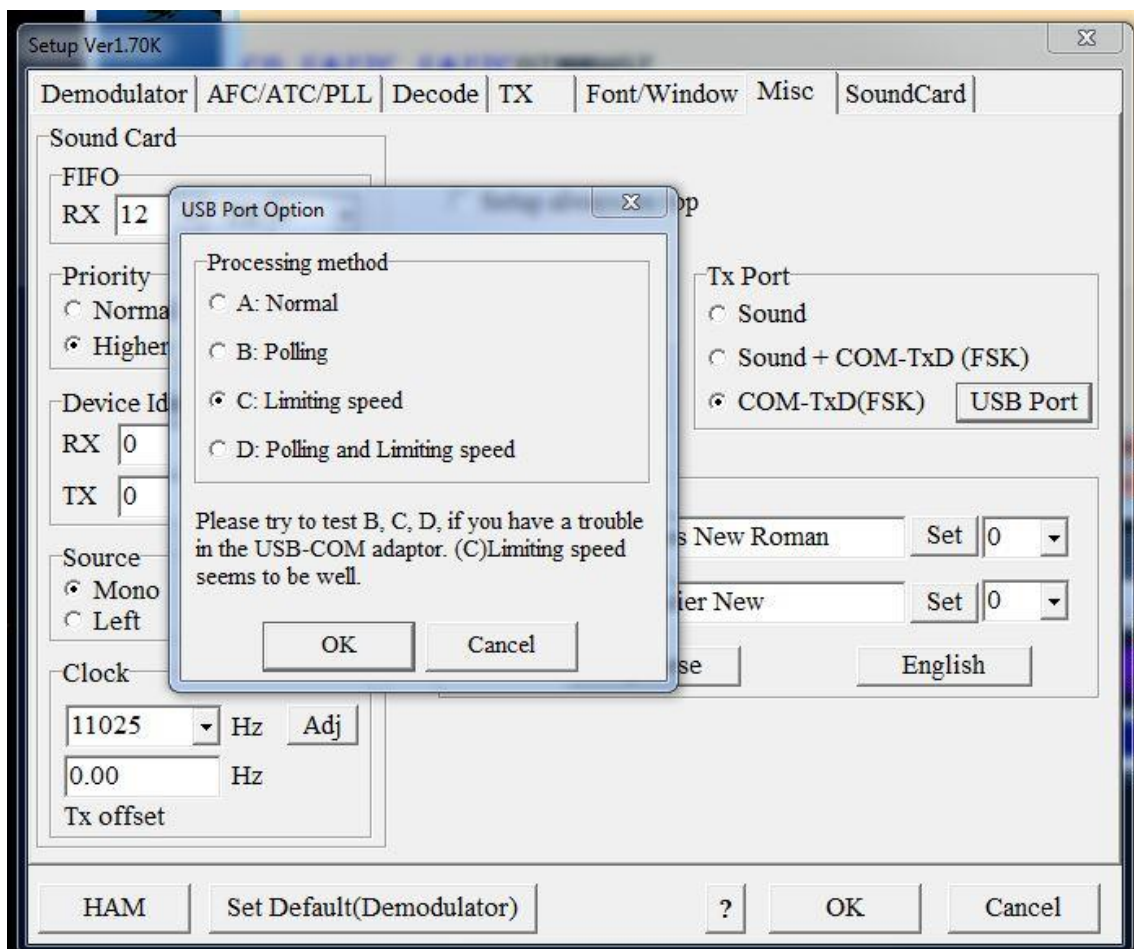 Setup Ver1.70K
Demodulator AFC/ATC/PLL Decode TX Font/Window Misc SoundCard
Sound Card
FIFO
RX 12
Priority
Norma
Higher
Device Id
RX 0
TX 0
Source
Mono
Left
Clock
11025 Hz Adj
0.00 Hz
Tx offset
USB Port Option
Processing method
A: Normal
B: Polling
C: Limiting speed
D: Polling and Limiting speed
Please try to test B, C, D, if you have a trouble
in the USB-COM adaptor. (C)Limiting speed
seems to be well.
OK Cancel
Tx Port
Sound
Sound + COM-TxD (FSK)
COM-TxD(FSK) USB Port
s New Roman Set 0
ier New Set 0
se English
HAM Set Default(Demodulator) ? OK Cancel